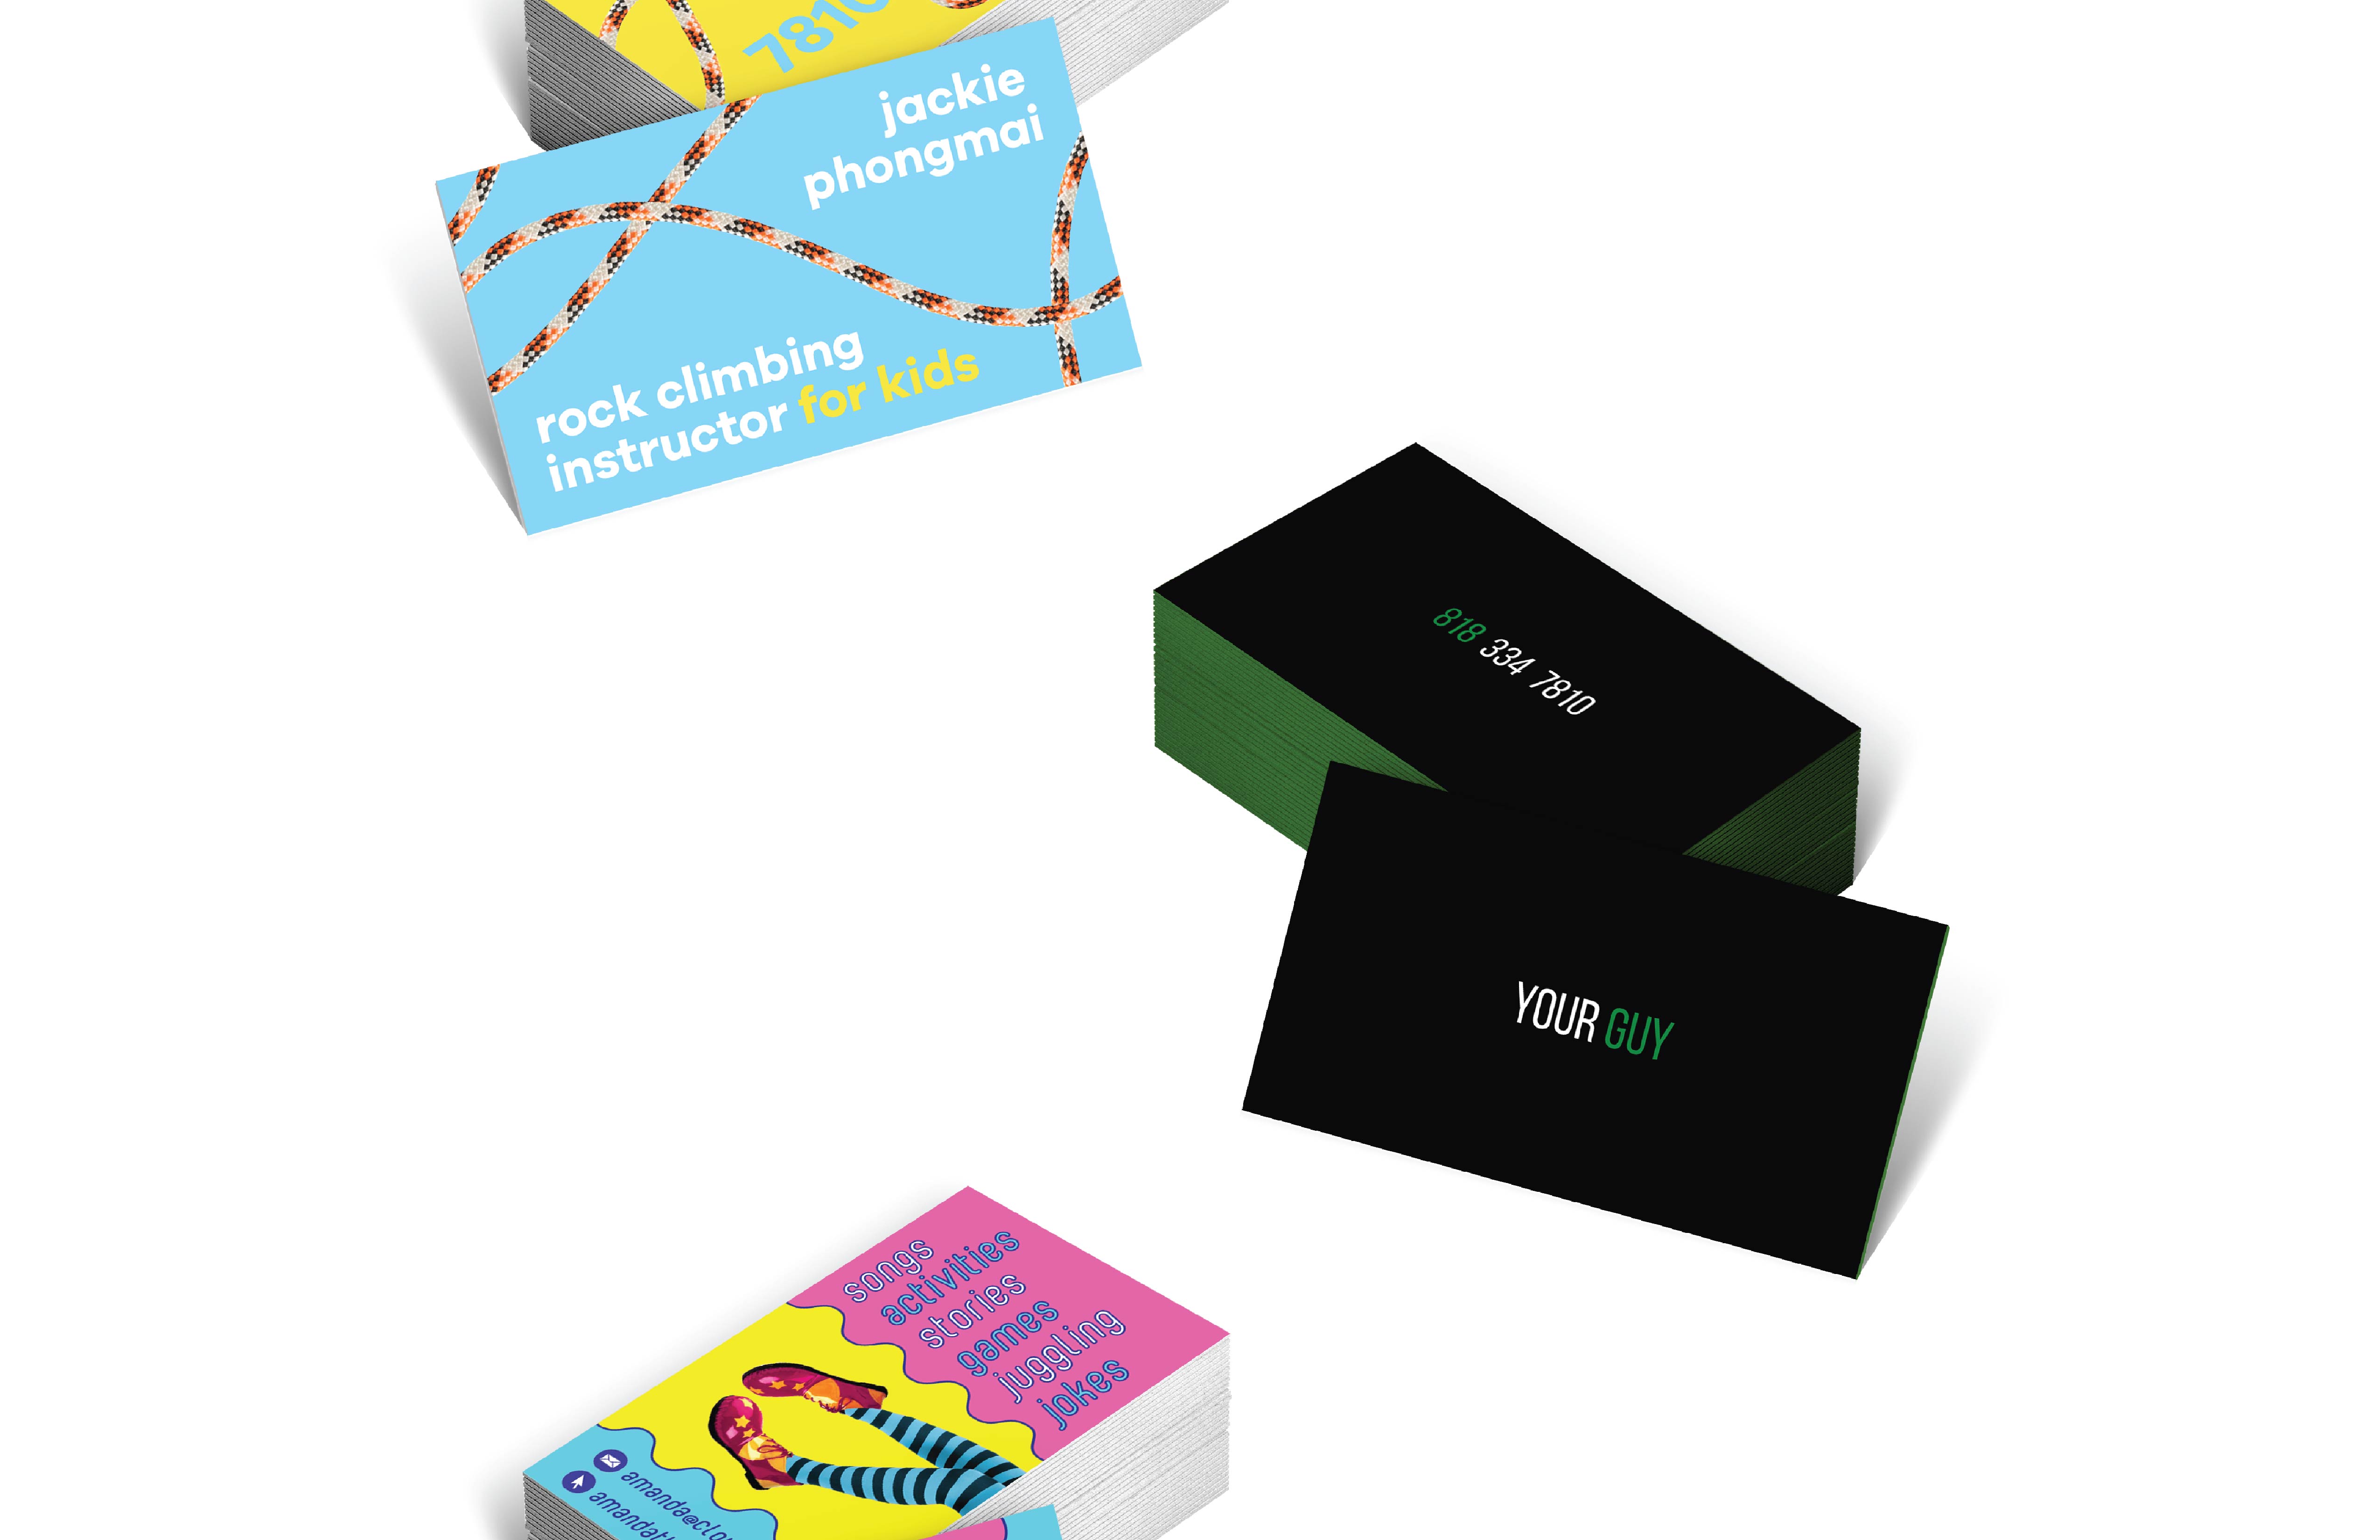 7810
jackie
phongmai
rock climbing
instructor for kids
818 334 7810
YOUR GUY
songs
activities
stories
games
juggling
jokes